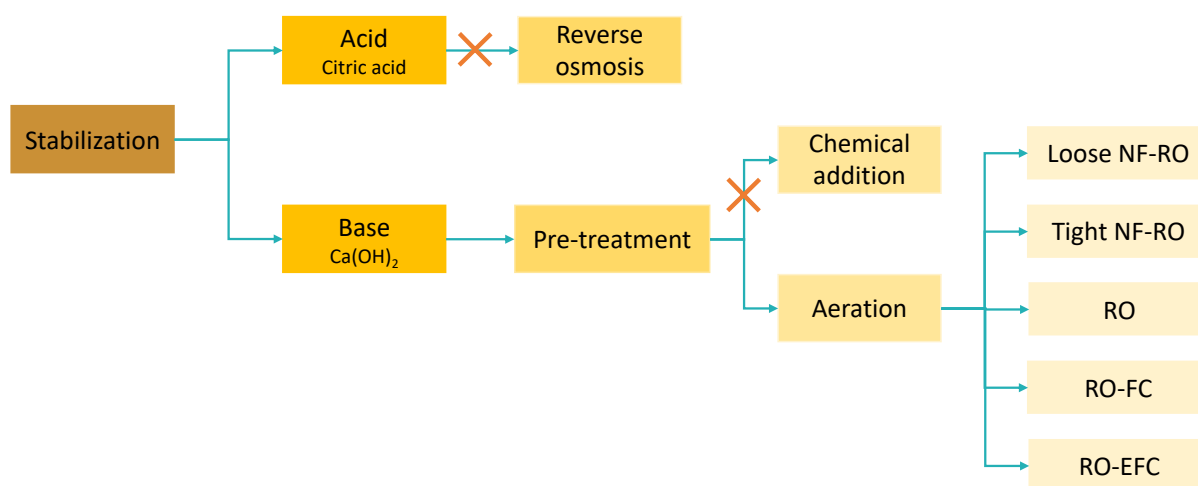 Stabilization
Acid
Citric acid
Reverse
osmosis
Base
Ca(OH)₂
Pre-treatment
Chemical
addition
Aeration
Loose NF-RO
Tight NF-RO
RO
RO-FC
RO-EFC